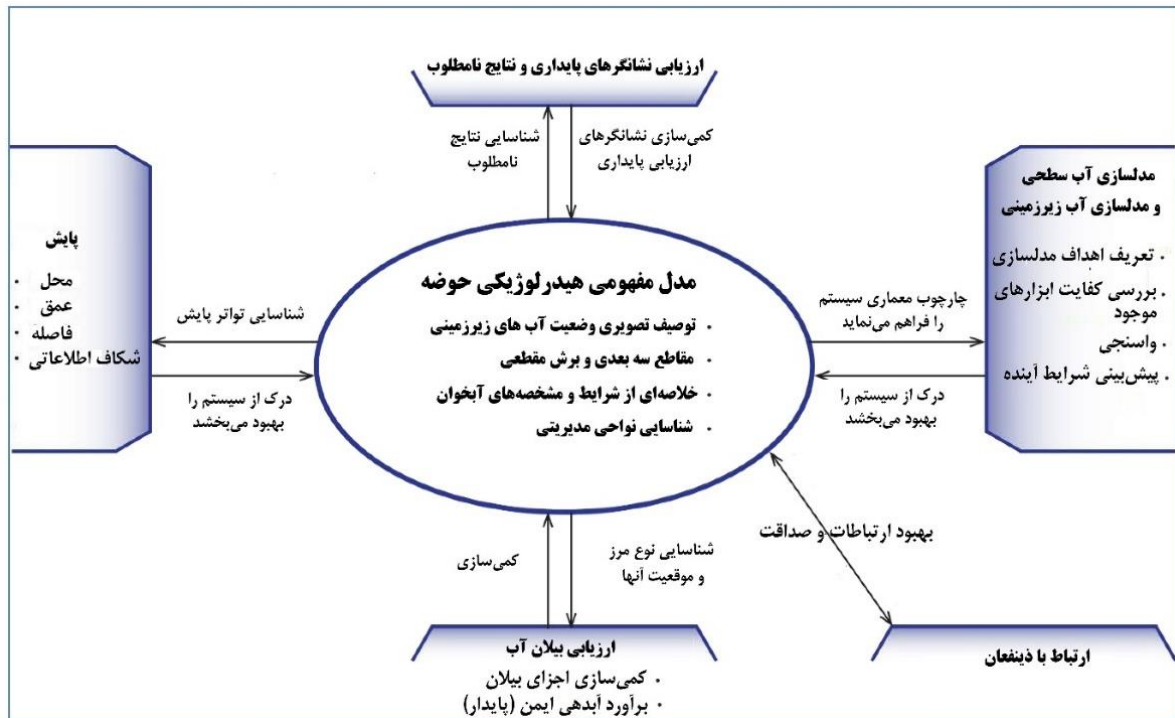 ارزیابی نشانگرهای پایداری و نتایج نامطلوب
کمی‌سازی نشانگرهای
ارزیابی پایداری
شناسایی نتایج
نامطلوب
مدلسازی آب سطحی
و مدلسازی آب زیرزمینی
· تعریف اهداف مدلسازی
· بررسی کفایت ابزارهای
موجود
· واسنجی
· پیش‌بینی شرایط آینده
چارچوب معماری سیستم
را فراهم می‌نماید
درک از سیستم را
بهبود می‌بخشد
مدل مفهومی هیدرلوژیکی حوضه
· توصیف تصویری وضعیت آب های زیرزمینی
· مقاطع سه بعدی و برش مقطعی
· خلاصه‌ای از شرایط و مشخصه‌های آبخوان
· شناسایی نواحی مدیریتی
شناسایی تواتر پایش
درک از سیستم را
بهبود می‌بخشد
پایش
· محل
· عمق
· فاصله
· شکاف اطلاعاتی
بهبود ارتباطات و صداقت
شناسایی نوع مرز
و موقعیت آنها
کمی‌سازی
ارتباط با ذینفعان
ارزیابی بیلان آب
· کمی‌سازی اجزای بیلان
· برآورد آبدهی ایمن (پایدار)